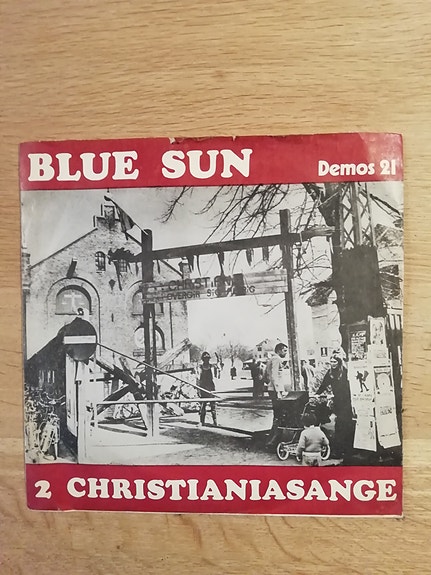 BLUE SUN
Demos 21
CHRISTIANIA
2 CHRISTIANIASANGE